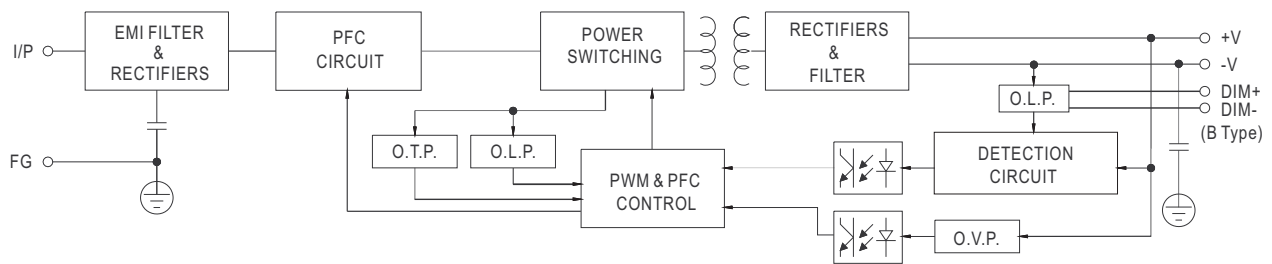 I/P
EMI FILTER
&
RECTIFIERS
PFC
CIRCUIT
POWER
SWITCHING
RECTIFIERS
&
FILTER
+V
-V
O.L.P.
DIM+
DIM-
(B Type)
FG
O.T.P.
O.L.P.
PWM & PFC
CONTROL
DETECTION
CIRCUIT
O.V.P.